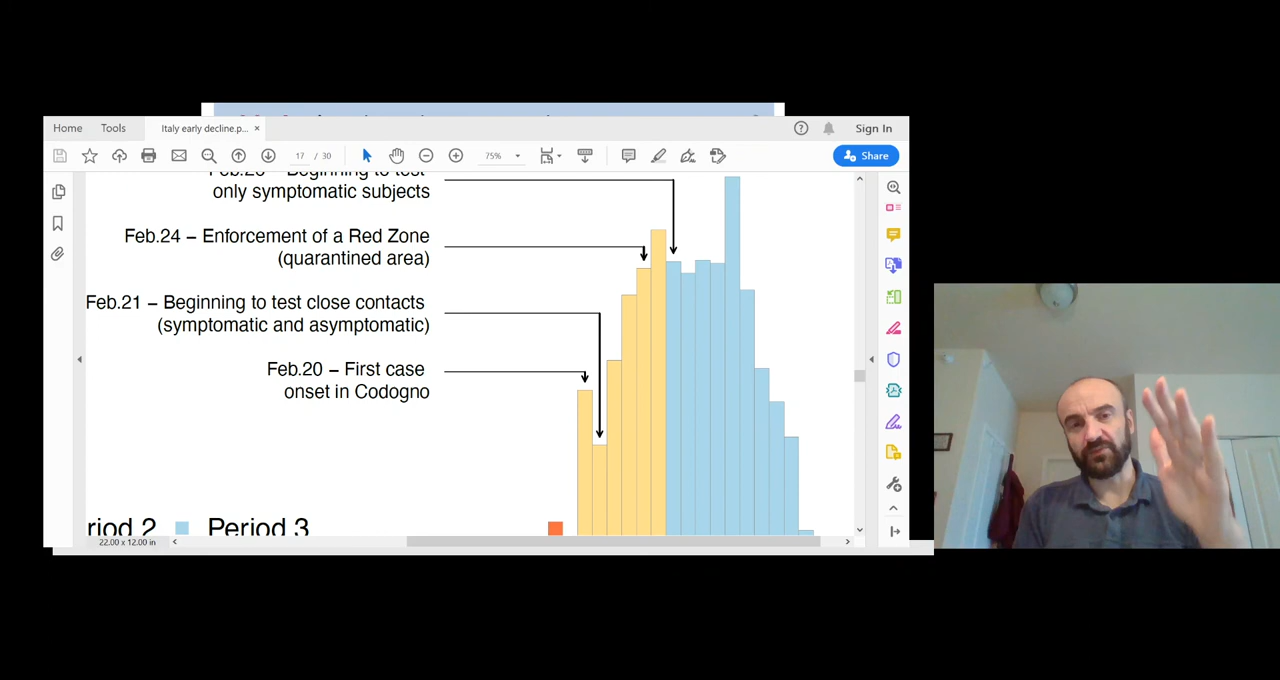 Home Tools Italy early decline.p... × Sign In
17 / 30 75% Share
only symptomatic subjects
Feb.24 – Enforcement of a Red Zone
(quarantined area)
Feb.21 – Beginning to test close contacts
(symptomatic and asymptomatic)
Feb.20 – First case
onset in Codogno
riod 2 Period 3
22.00 x 12.00 in